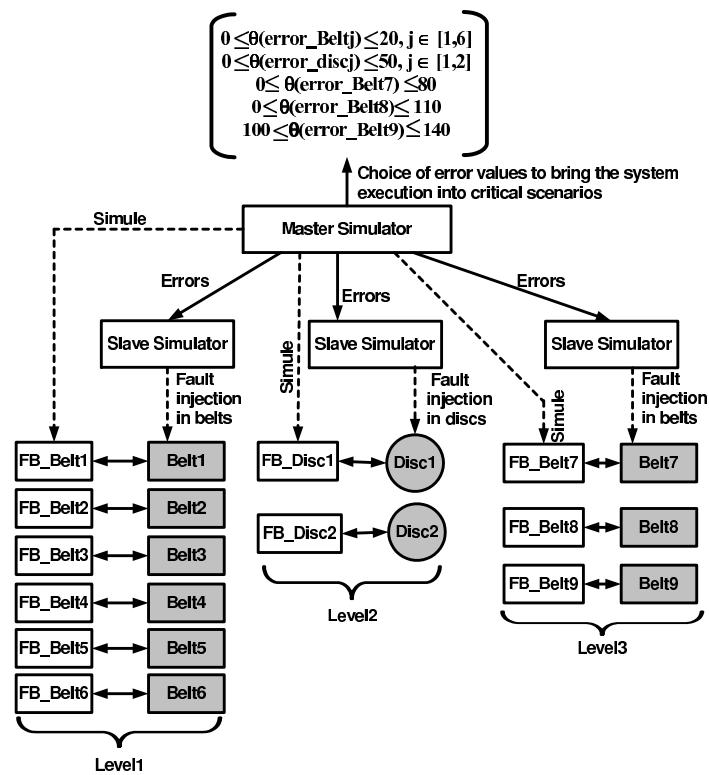 0 ≤θ(error_Beltj) ≤20, j ∈ [1,6]
0 ≤θ(error_discj) ≤50, j ∈ [1,2]
0≤ θ(error_Belt7) ≤80
0≤θ(error_Belt8)≤ 110
100 ≤θ(error_Belt9)≤ 140
Choice of error values to bring the system
execution into critical scenarios
Simule
Master Simulator
Errors
Errors
Errors
Slave Simulator
Slave Simulator
Slave Simulator
Simule
Simule
Fault
injection
in belts
Fault
injection
in discs
Fault
injection
in belts
FB_Belt1
Belt1
FB_Disc1
Disc1
FB_Belt7
Belt7
FB_Belt2
Belt2
FB_Disc2
Disc2
FB_Belt8
Belt8
FB_Belt3
Belt3
FB_Belt9
Belt9
FB_Belt4
Belt4
Level2
FB_Belt5
Belt5
Level3
FB_Belt6
Belt6
Level1